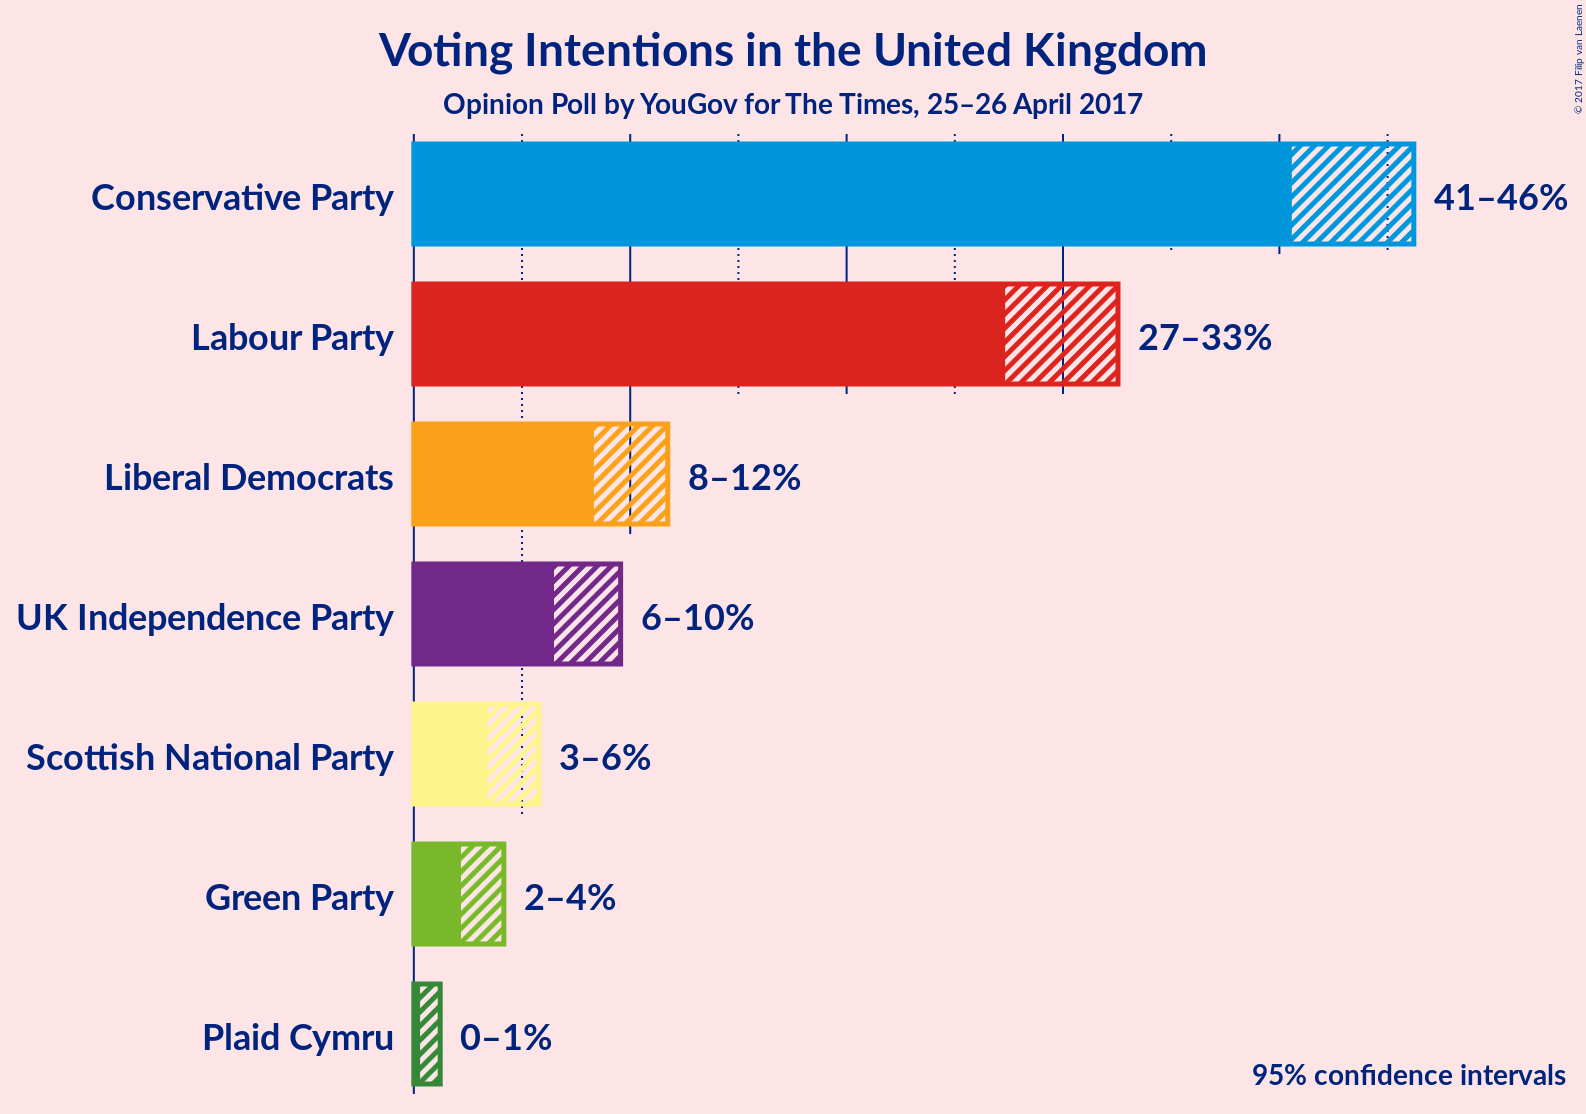 Voting Intentions in the United Kingdom
Opinion Poll by YouGov for The Times, 25–26 April 2017
© 2017 Filip van Laenen
Conservative Party
41–46%
Labour Party
27–33%
Liberal Democrats
8–12%
UK Independence Party
6–10%
Scottish National Party
3–6%
Green Party
2–4%
Plaid Cymru
0–1%
95% confidence intervals